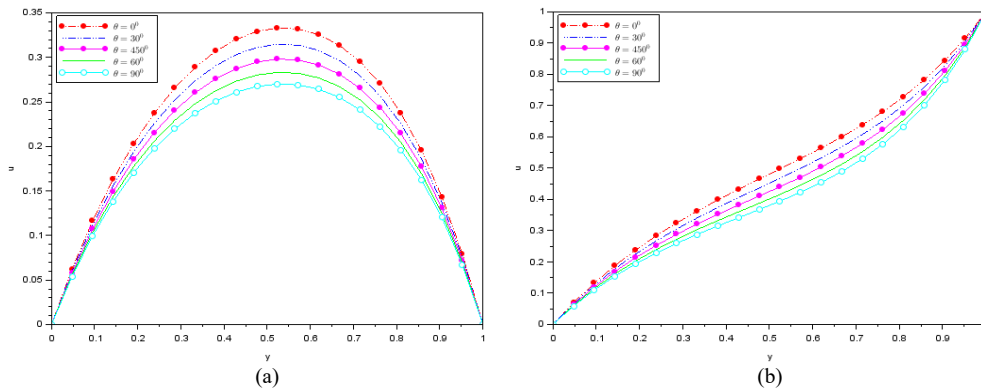 θ = 0⁰
θ = 30⁰
θ = 450⁰
θ = 60⁰
θ = 90⁰
0.35
0.3
0.25
0.2
0.15
0.1
0.05
0
u
0 0.1 0.2 0.3 0.4 0.5 0.6 0.7 0.8 0.9 1
y
(a)
θ = 0⁰
θ = 30⁰
θ = 450⁰
θ = 60⁰
θ = 90⁰
1
0.9
0.8
0.7
0.6
0.5
0.4
0.3
0.2
0.1
0
u
0 0.1 0.2 0.3 0.4 0.5 0.6 0.7 0.8 0.9
y
(b)